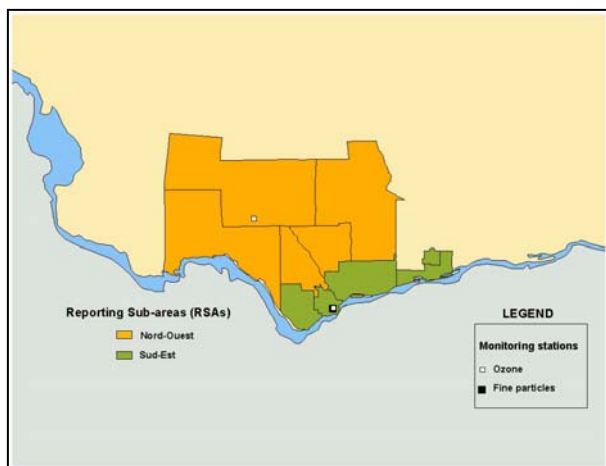 Reporting Sub-areas (RSAs)
Nord-Ouest
Sud-Est
LEGEND
Monitoring stations
Ozone
Fine particles